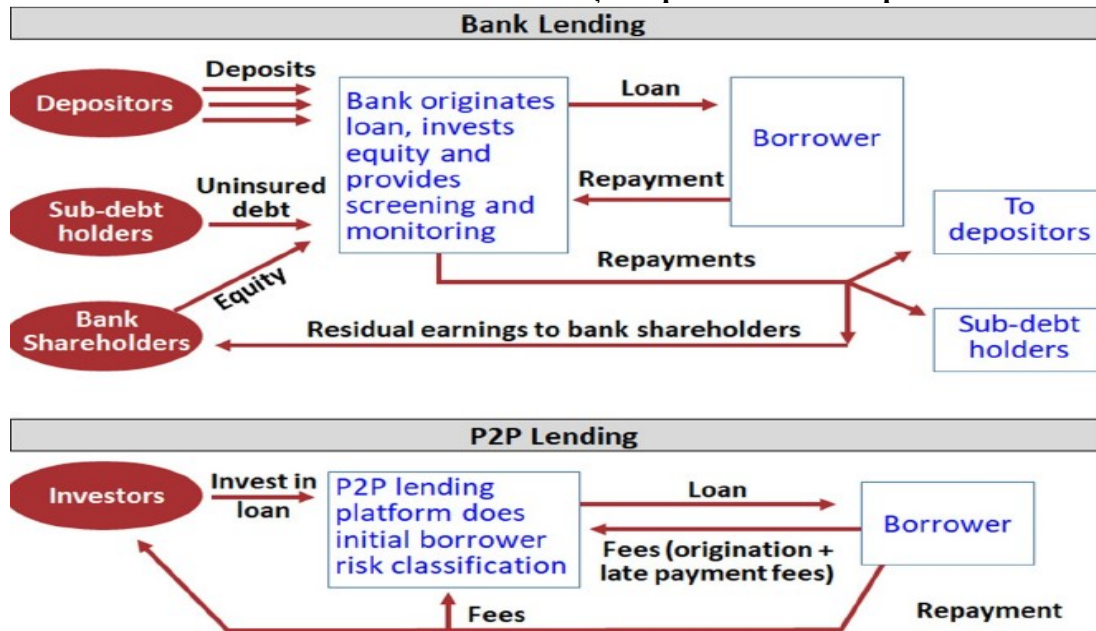 Bank Lending
Depositors
Deposits
Bank originates
loan, invests
equity and
provides
screening and
monitoring
Loan
Borrower
Repayment
Sub-debt
holders
Uninsured
debt
To
depositors
Repayments
Equity
Bank
Shareholders
Residual earnings to bank shareholders
Sub-debt
holders
P2P Lending
Investors
Invest in
loan
P2P lending
platform does
initial borrower
risk classification
Loan
Borrower
Fees (origination +
late payment fees)
Fees
Repayment